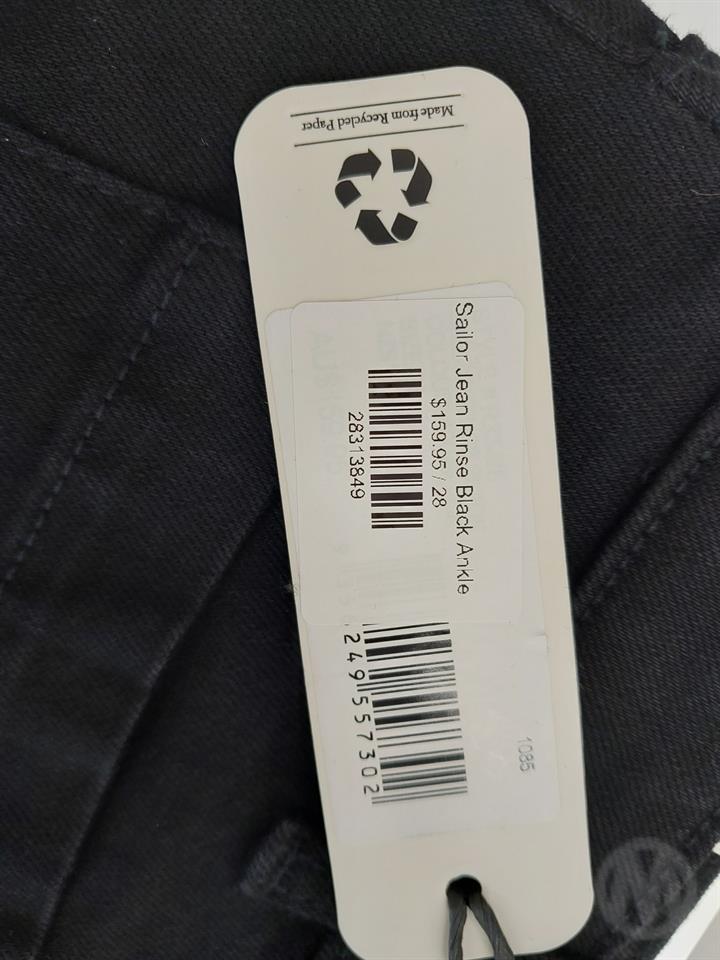 Made from Recycled Paper
Sailor Jean Rinse Black Ankle
$159.95 / 28
28313849
249557302
1085